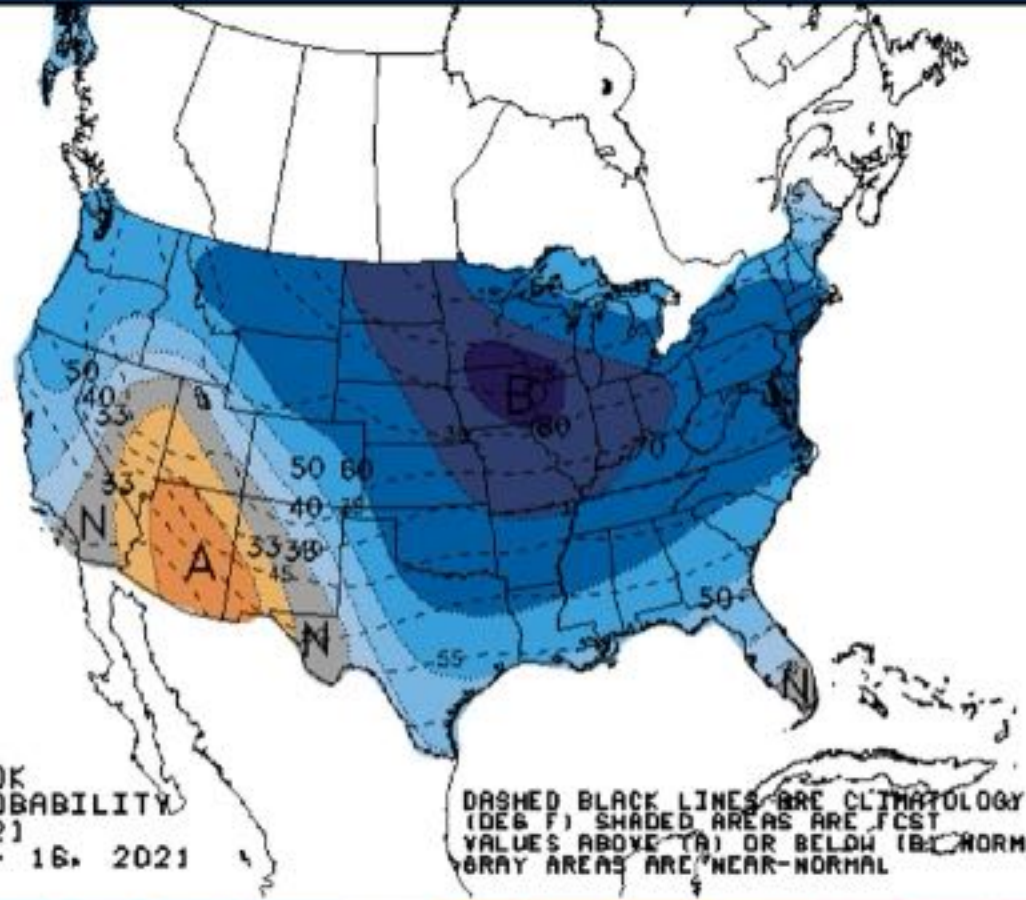 50
40
33
33
N
A
33
N
50
60
40
33
45
B
80
70
50
55
N
OK
OBABILITY
2]
16, 2021
DASHED BLACK LINES ARE CLIMATOLOGY
(DEG F) SHADED AREAS ARE FCST
VALUES ABOVE (A) OR BELOW (B) NORM
GRAY AREAS ARE NEAR-NORMAL